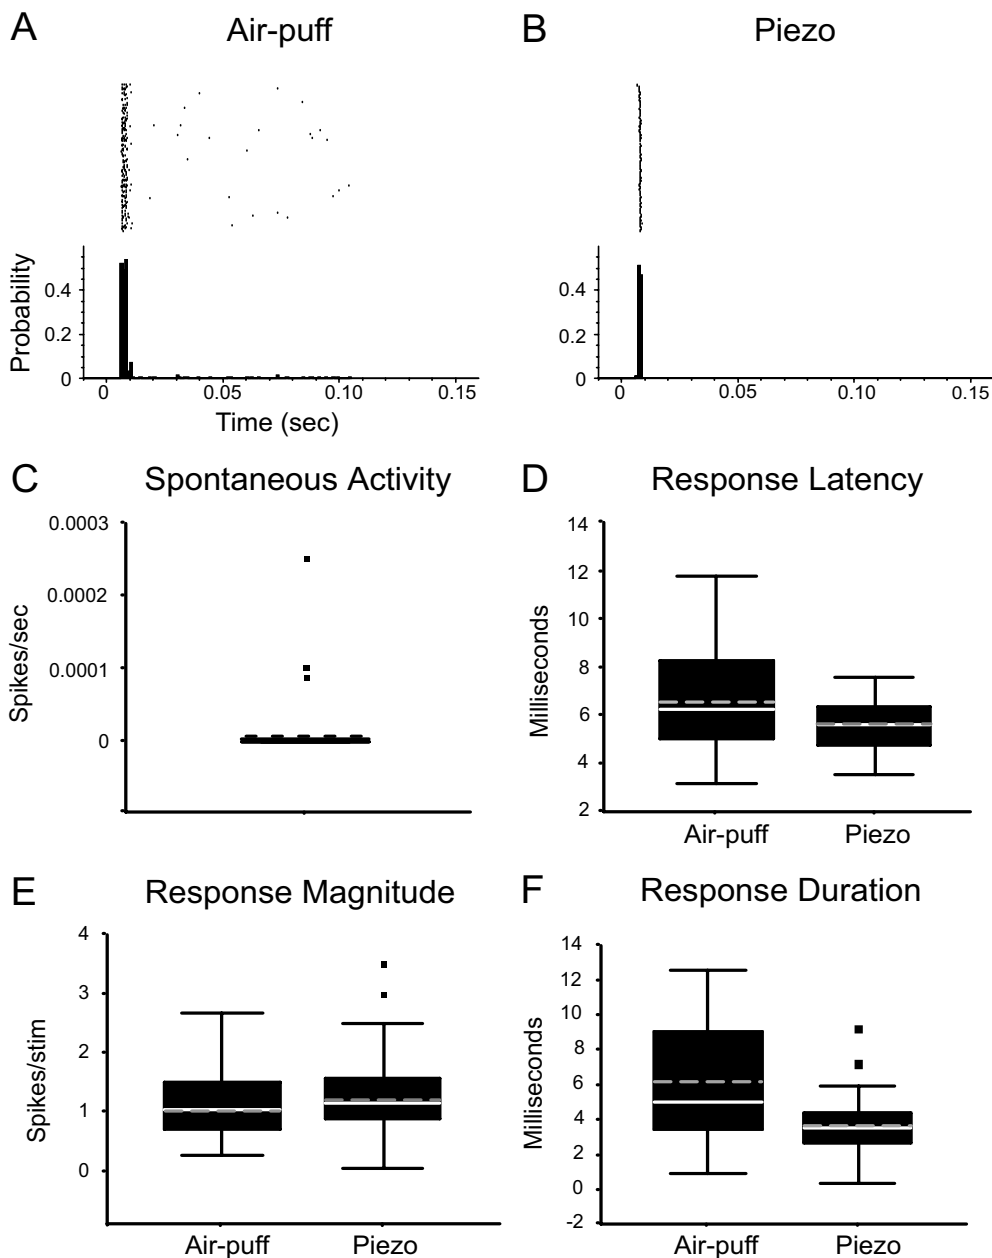 A Air-puff
Probability
0.4
0.2
0
0 0.05 0.10 0.15
Time (sec)
B Piezo
0.4
0.2
0
0 0.05 0.10 0.15
C Spontaneous Activity
Spikes/sec
0.0003
0.0002
0.0001
0
D Response Latency
Milliseconds
14
12
10
8
6
4
2
Air-puff Piezo
E Response Magnitude
Spikes/stim
4
3
2
1
0
Air-puff Piezo
F Response Duration
Milliseconds
14
12
10
8
6
4
2
0
-2
Air-puff Piezo